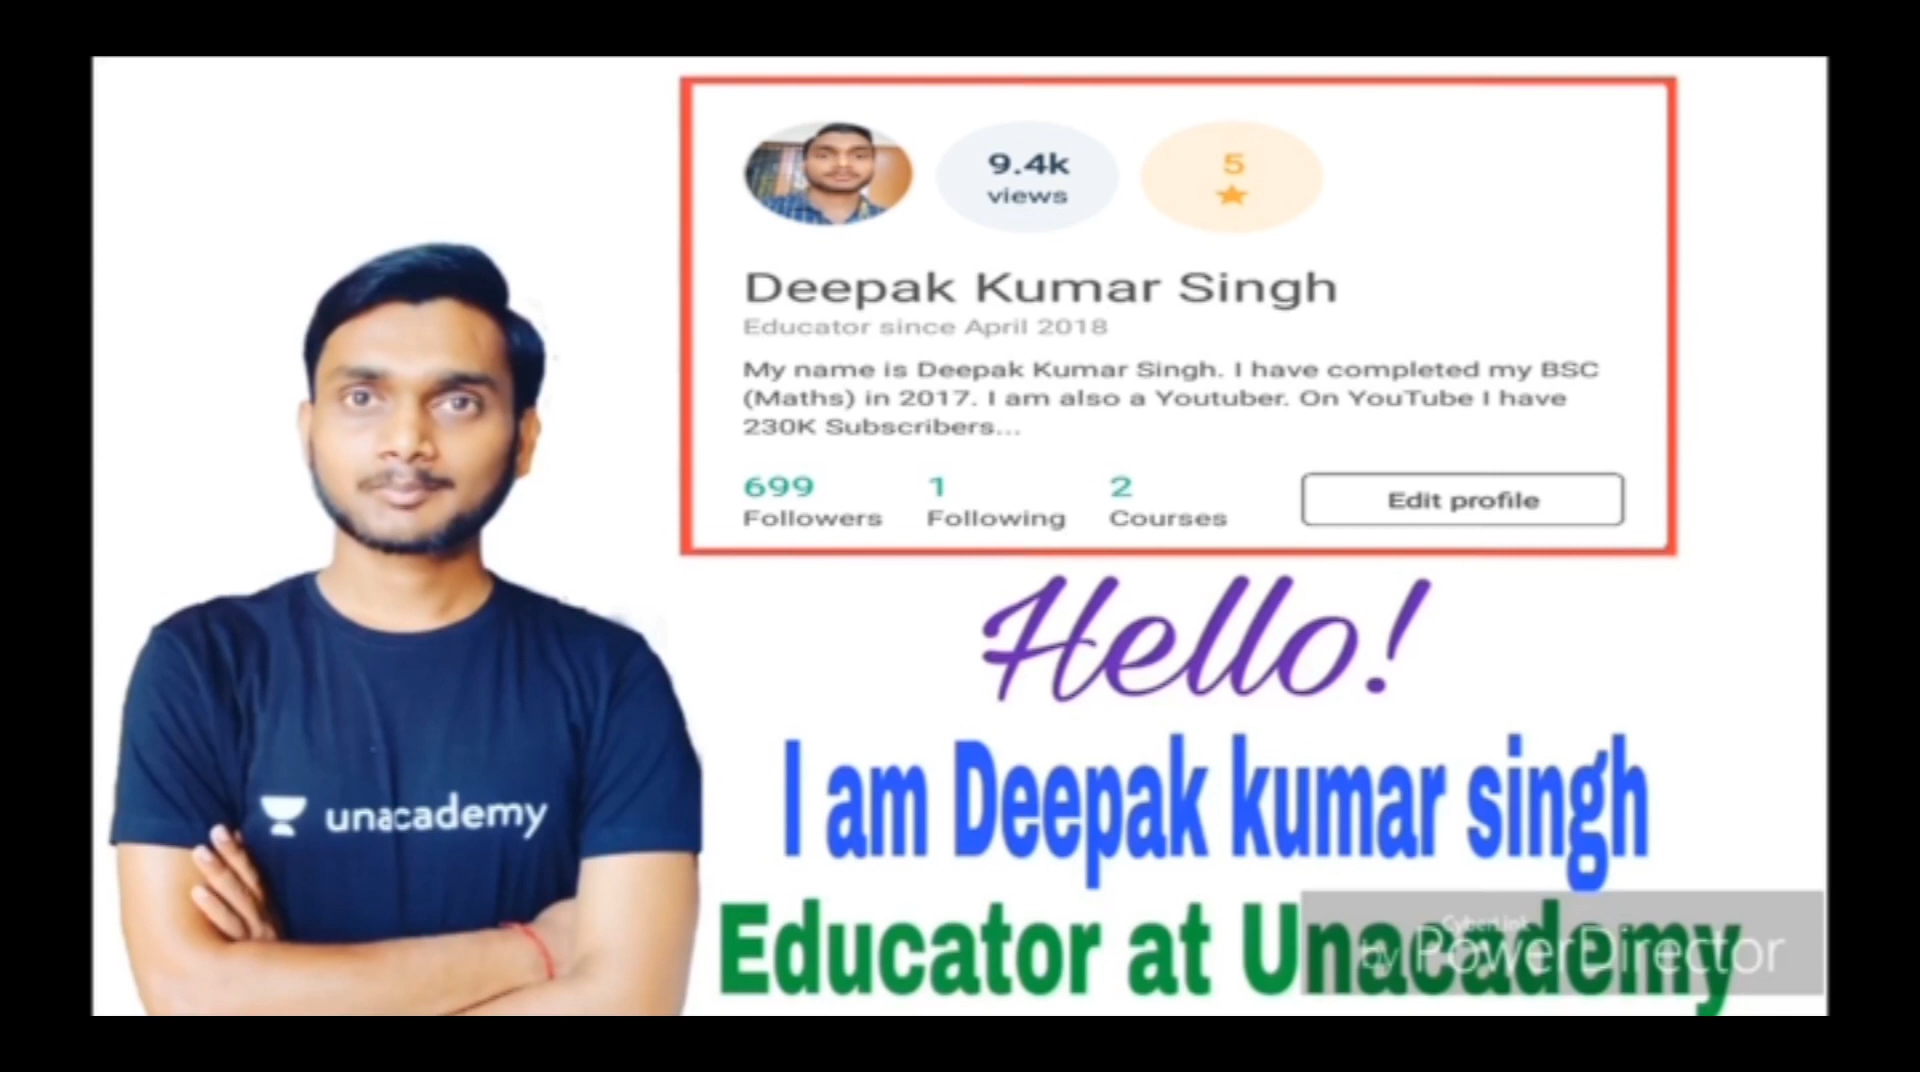 9.4k
views
5
Deepak Kumar Singh
Educator since April 2018
My name is Deepak Kumar Singh. I have completed my BSC
(Maths) in 2017. I am also a Youtuber. On YouTube I have
230K Subscribers...
699
Followers
1
Following
2
Courses
Edit profile
Hello!
I am Deepak kumar singh
unacademy
Educator at Unacademy
CyberLink
by PowerDirector